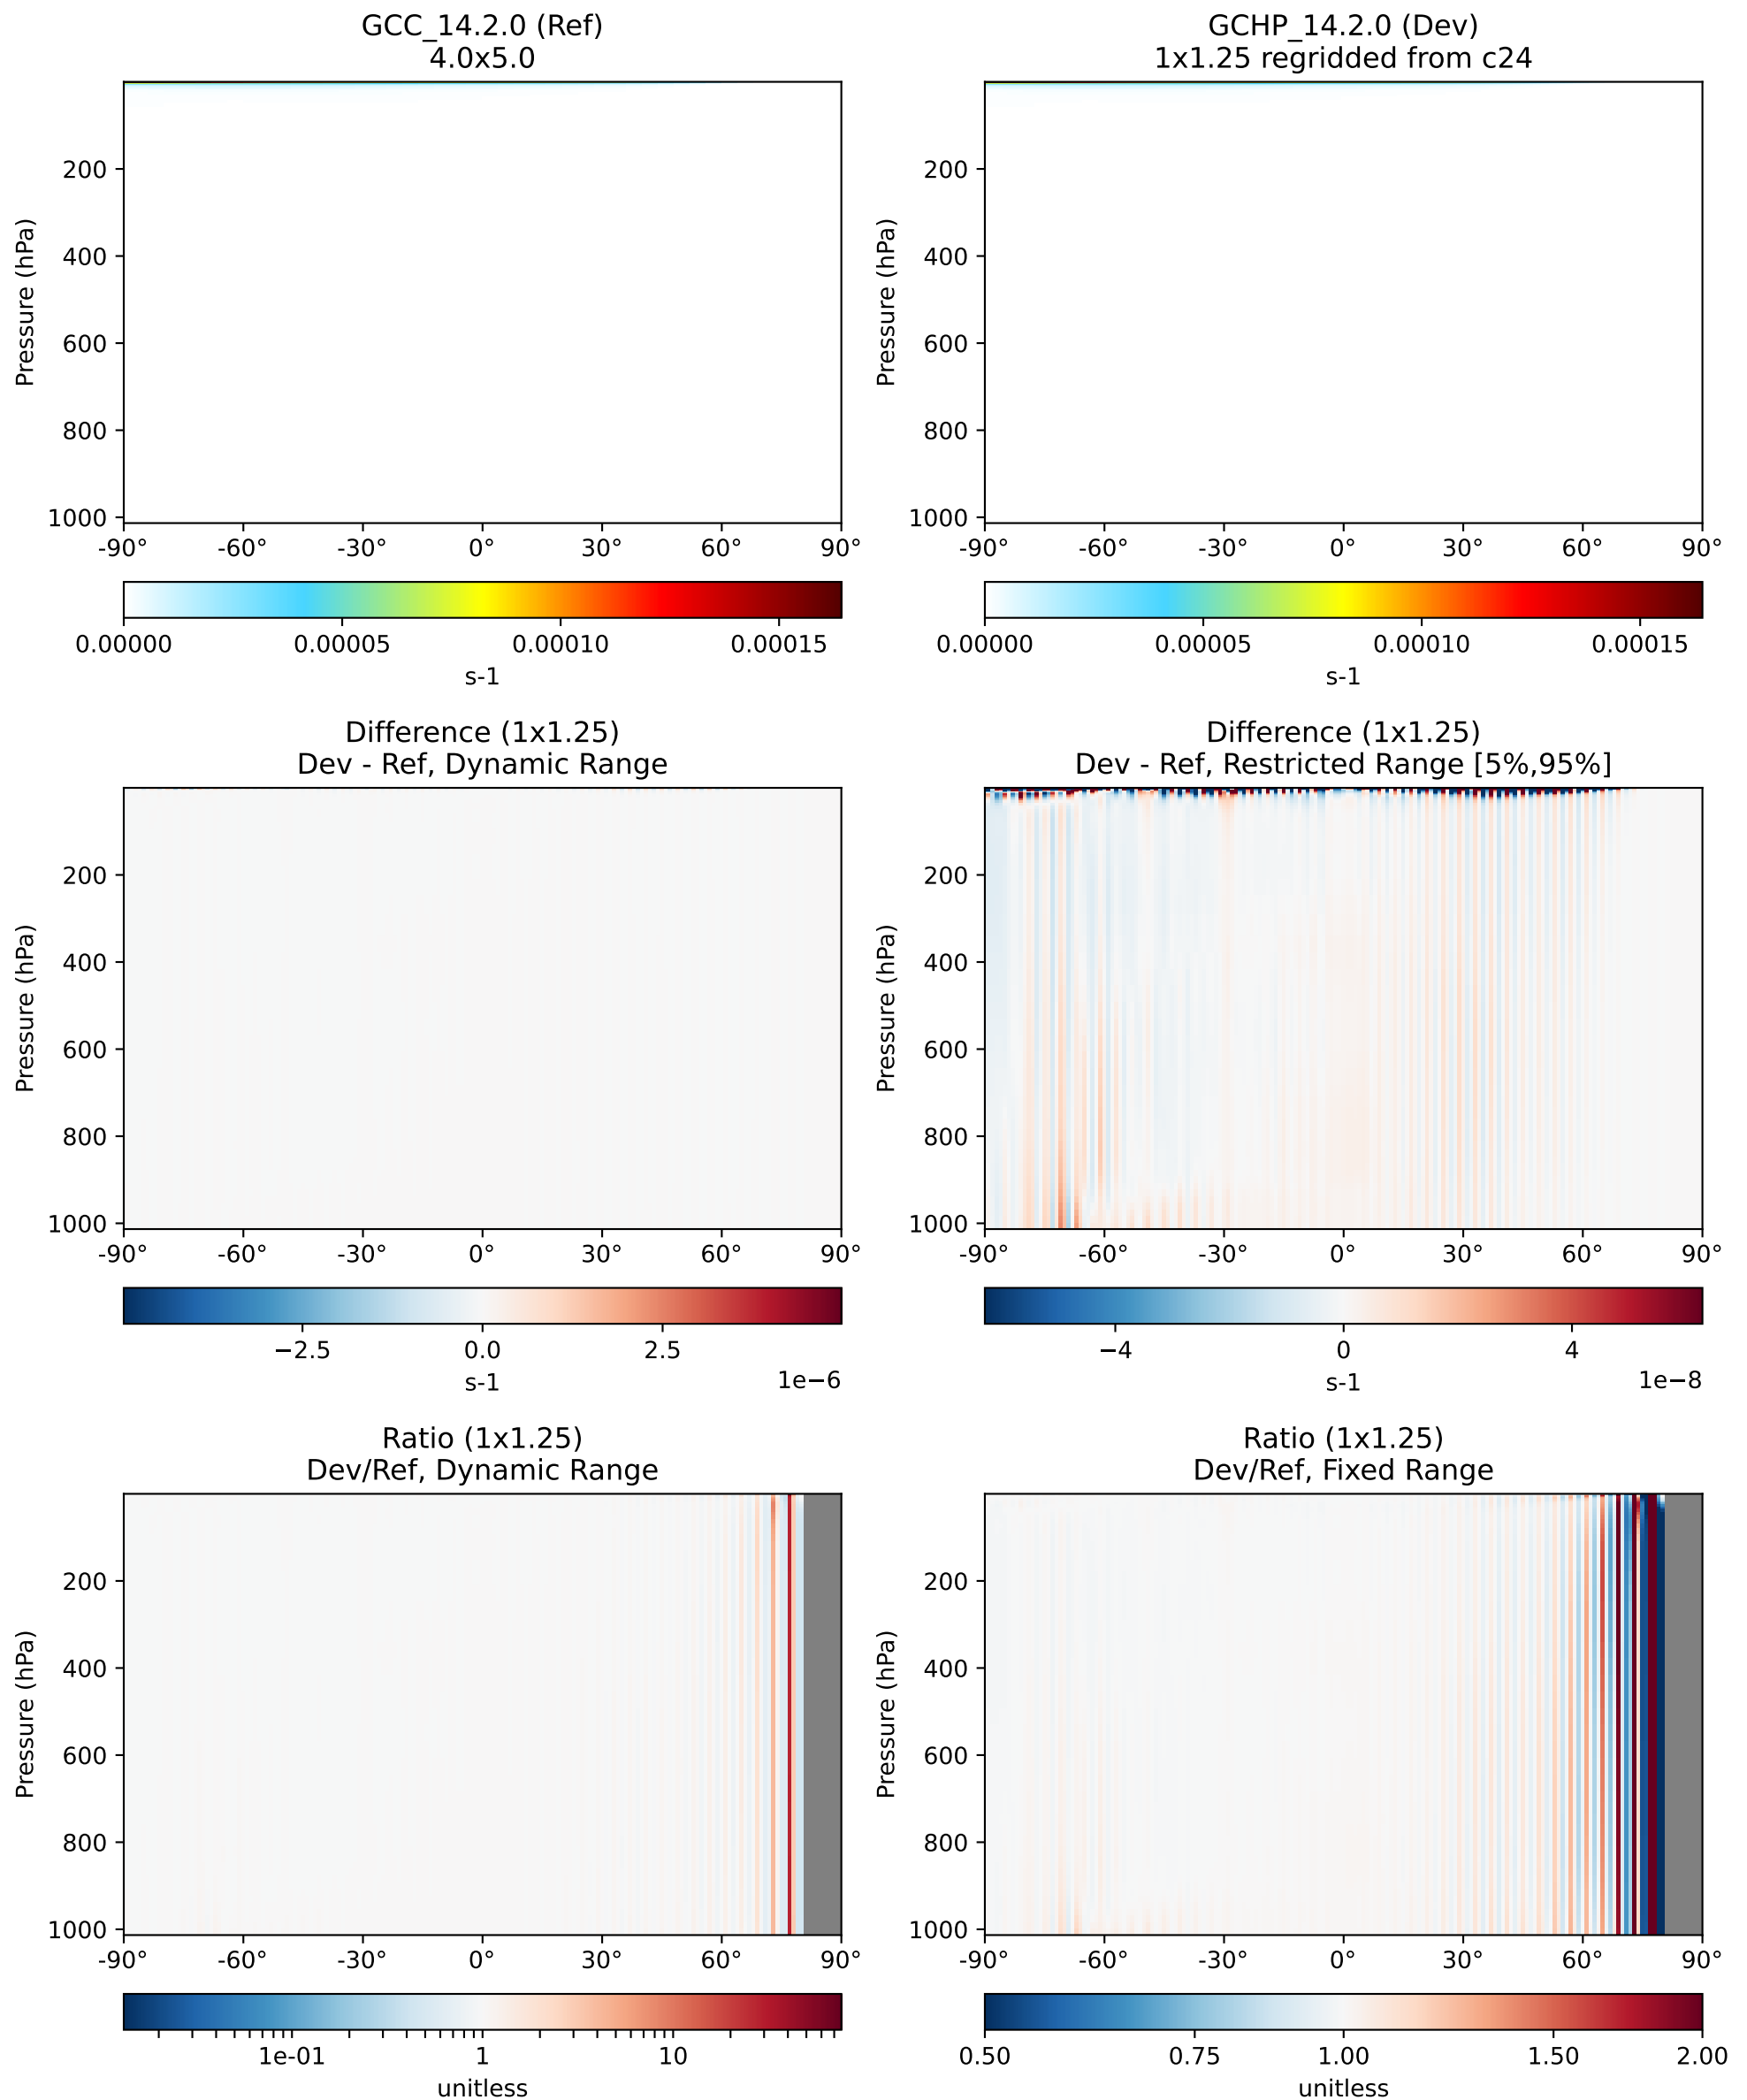 GCC_14.2.0 (Ref)
4.0x5.0
Pressure (hPa)
200
400
600
800
1000
-90° -60° -30° 0° 30° 60° 90°
0.00000 0.00005 0.00010 0.00015
s-1
GCHP_14.2.0 (Dev)
1x1.25 regridded from c24
Pressure (hPa)
200
400
600
800
1000
-90° -60° -30° 0° 30° 60° 90°
0.00000 0.00005 0.00010 0.00015
s-1
Difference (1x1.25)
Dev - Ref, Dynamic Range
Pressure (hPa)
200
400
600
800
1000
-90° -60° -30° 0° 30° 60° 90°
−2.5 0.0 2.5
s-1 1e−6
Difference (1x1.25)
Dev - Ref, Restricted Range [5%,95%]
Pressure (hPa)
200
400
600
800
1000
-90° -60° -30° 0° 30° 60° 90°
−4 0 4
s-1 1e−8
Ratio (1x1.25)
Dev/Ref, Dynamic Range
Pressure (hPa)
200
400
600
800
1000
-90° -60° -30° 0° 30° 60° 90°
1e-01 1 10
unitless
Ratio (1x1.25)
Dev/Ref, Fixed Range
Pressure (hPa)
200
400
600
800
1000
-90° -60° -30° 0° 30° 60° 90°
0.50 0.75 1.00 1.50 2.00
unitless